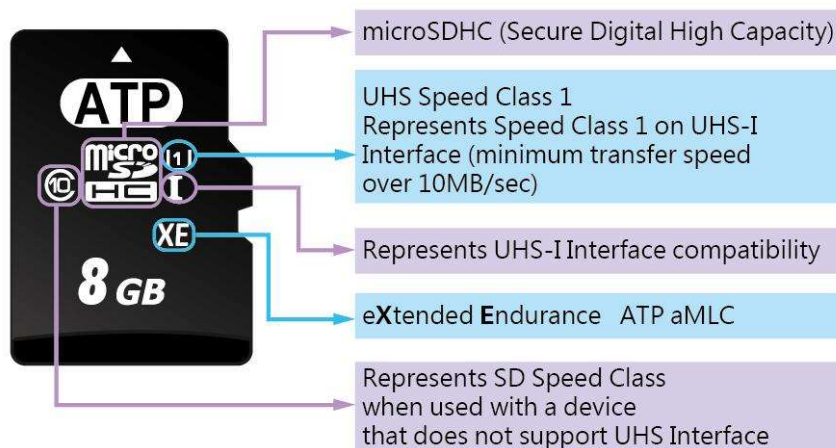 ATP
micro
SD
HC
1
I
10
XE
8 GB
microSDHC (Secure Digital High Capacity)
UHS Speed Class 1
Represents Speed Class 1 on UHS-I
Interface (minimum transfer speed
over 10MB/sec)
Represents UHS-I Interface compatibility
eXtended Endurance ATP aMLC
Represents SD Speed Class
when used with a device
that does not support UHS Interface